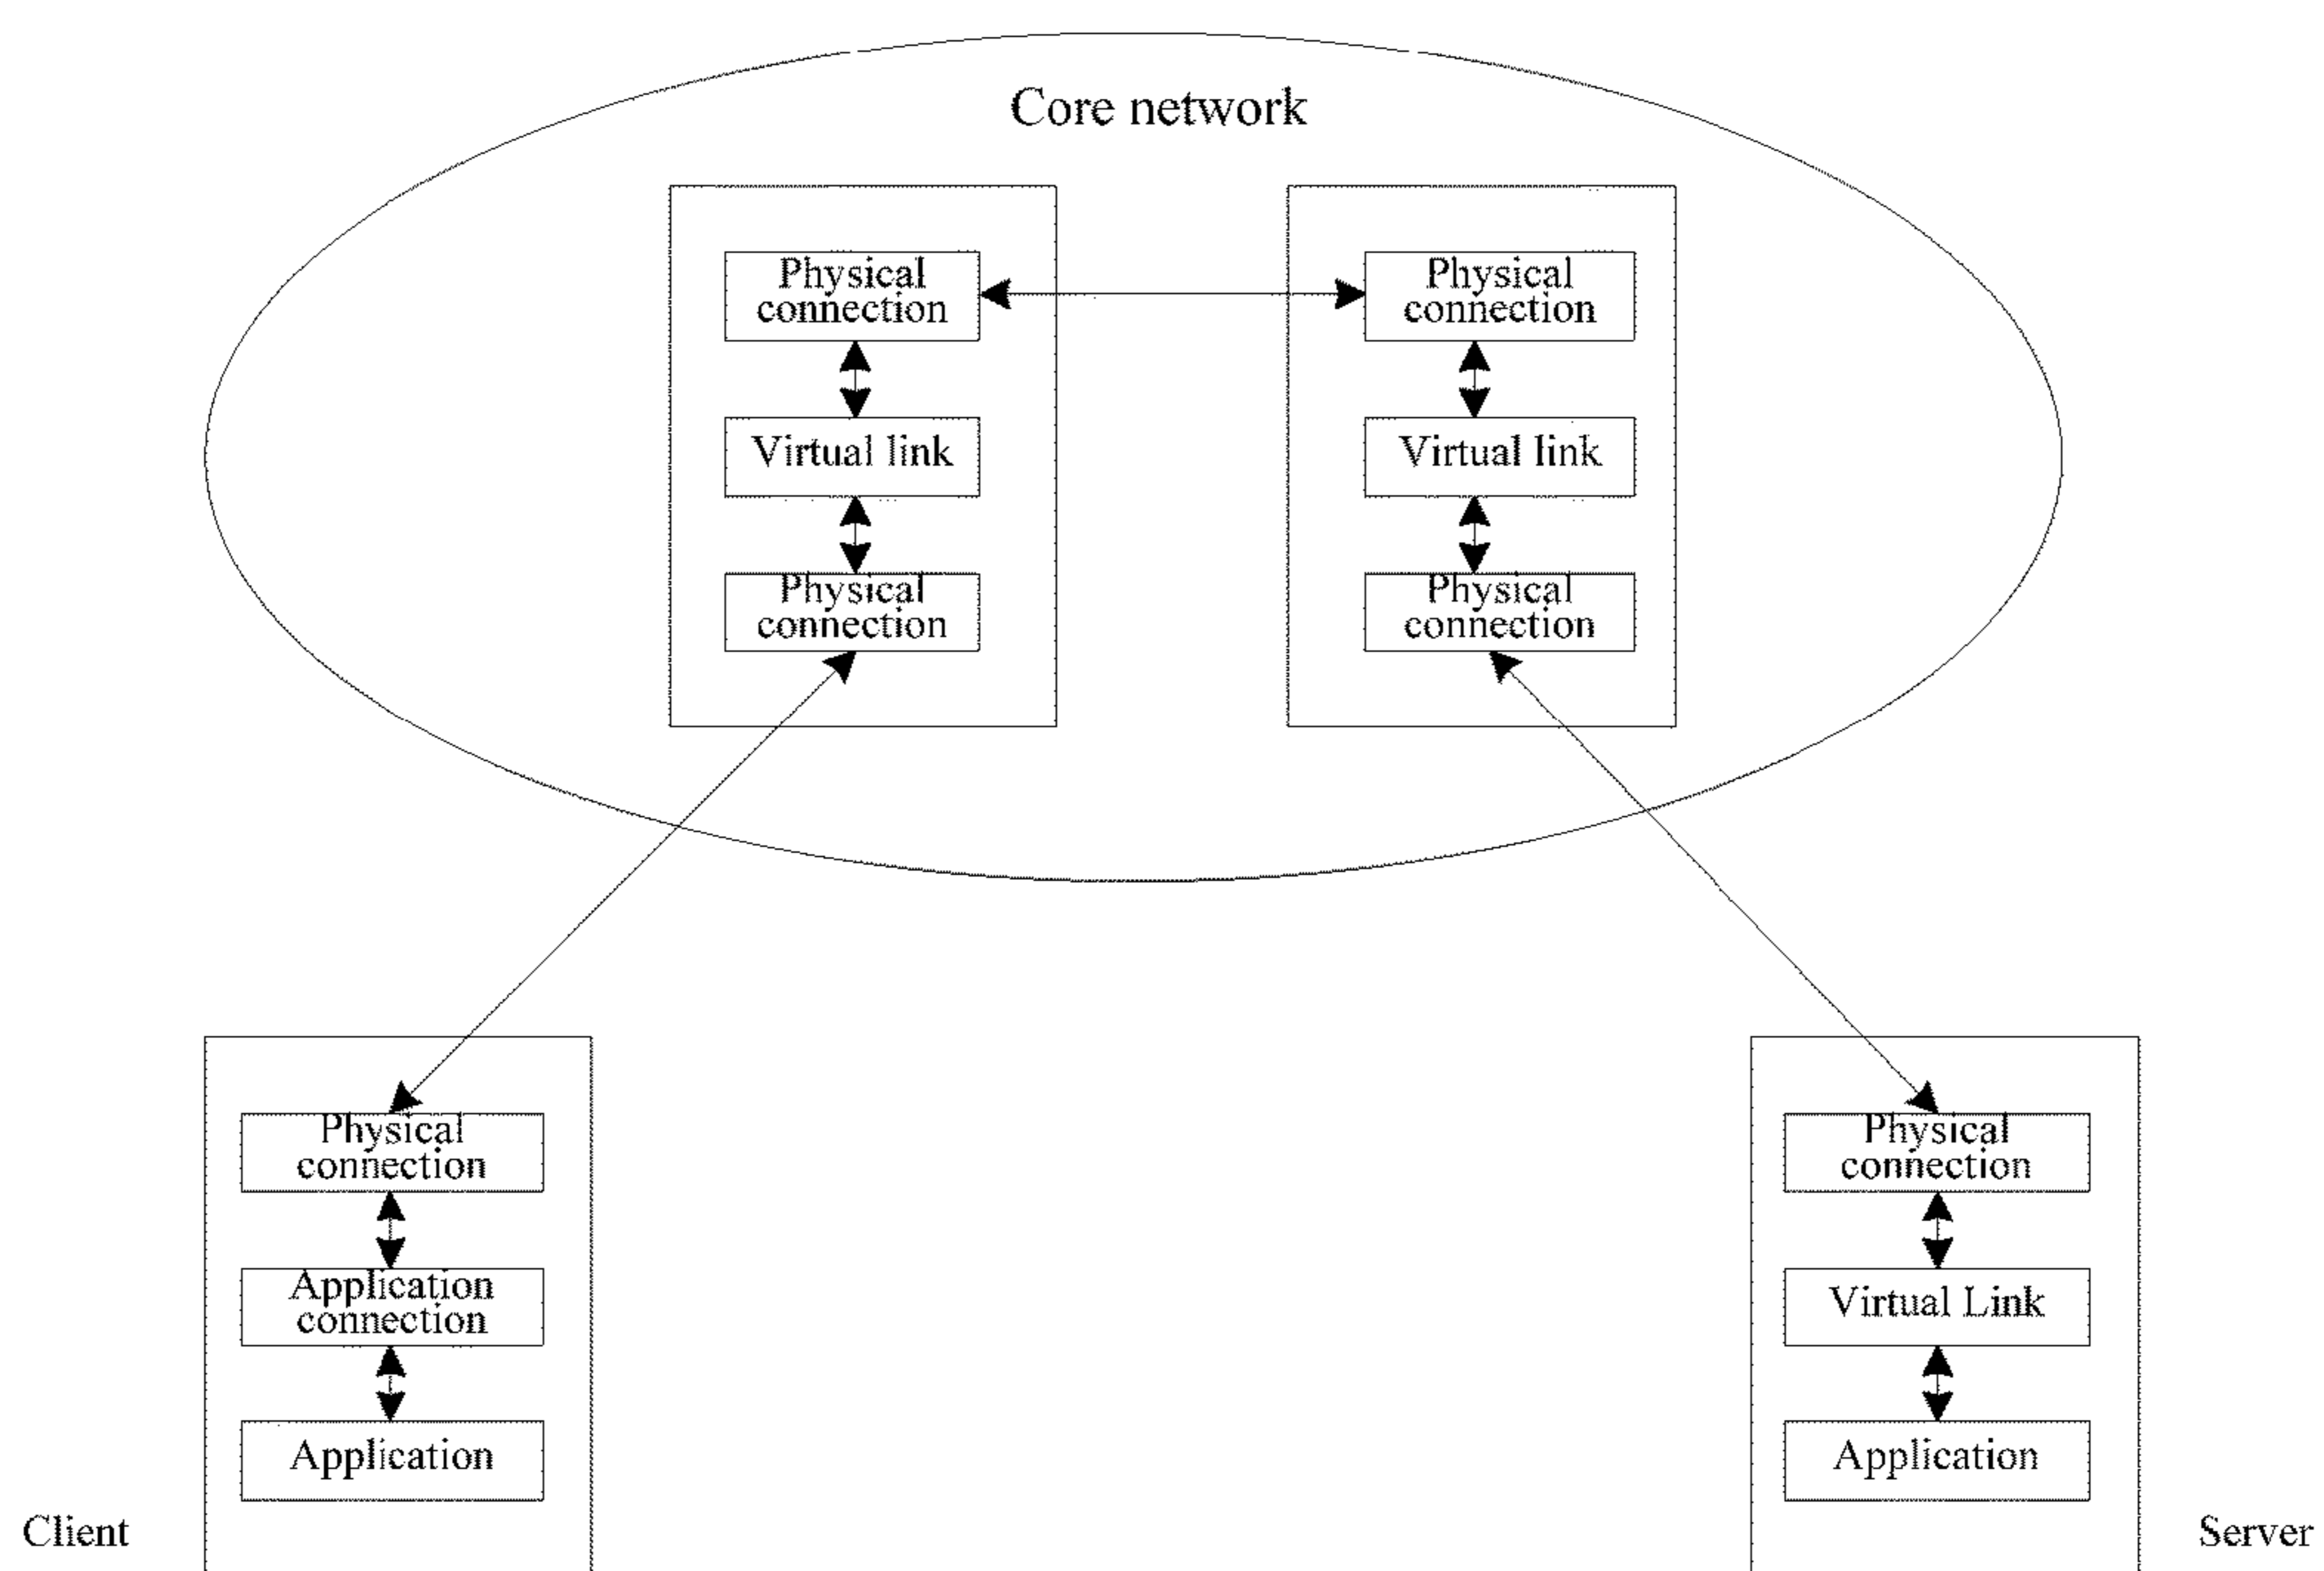 Core network
Physical
connection
Physical
connection
Virtual link
Virtual link
Physical
connection
Physical
connection
Physical
connection
Physical
connection
Application
connection
Virtual Link
Application
Application
Client
Server